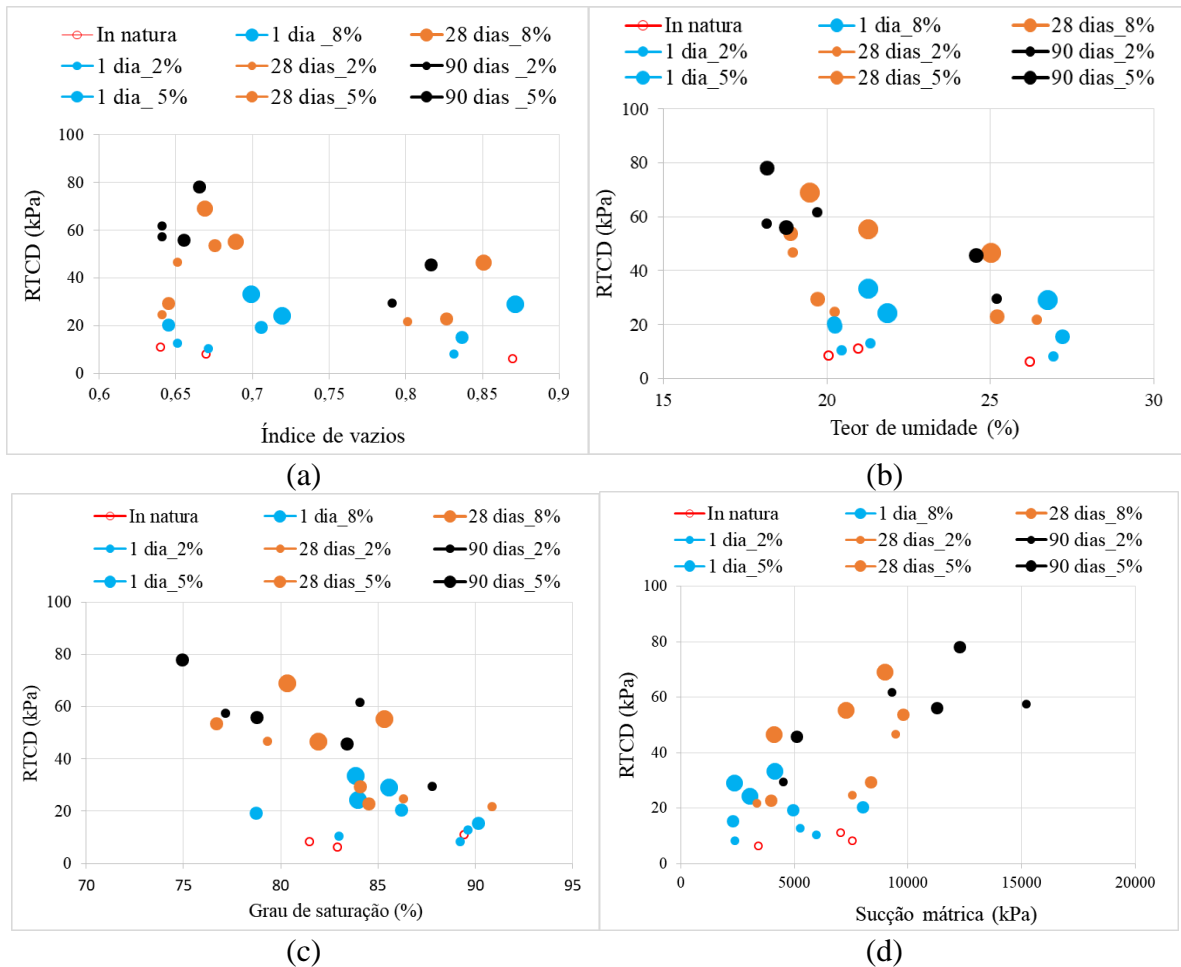 In natura 1 dia _8% 28 dias_8%
1 dia_2% 28 dias_2% 90 dias _2%
1 dia_ 5% 28 dias_5% 90 dias _5%
100
80
60
40
20
0
RTCD (kPa)
0,6 0,65 0,7 0,75 0,8 0,85 0,9
Índice de vazios
(a)
In natura 1 dia_8% 28 dias_8%
1 dia_2% 28 dias_2% 90 dias_2%
1 dia_5% 28 dias_5% 90 dias_5%
100
80
60
40
20
0
RTCD (kPa)
15 20 25 30
Teor de umidade (%)
(b)
In natura 1 dia_8% 28 dias_8%
1 dia_2% 28 dias_2% 90 dias_2%
1 dia_5% 28 dias_5% 90 dias_5%
100
80
60
40
20
0
RTCD (kPa)
70 75 80 85 90 95
Grau de saturação (%)
(c)
In natura 1 dia_8% 28 dias_8%
1 dia_2% 28 dias_2% 90 dias_2%
1 dia_5% 28 dias_5% 90 dias_5%
100
80
60
40
20
0
RTCD (kPa)
0 5000 10000 15000 20000
Sucção mátrica (kPa)
(d)